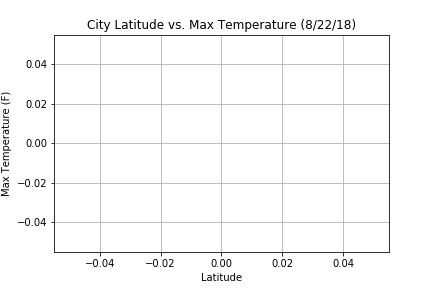 City Latitude vs. Max Temperature (8/22/18)
Max Temperature (F)
0.04
0.02
0.00
−0.02
−0.04
−0.04 −0.02 0.00 0.02 0.04
Latitude